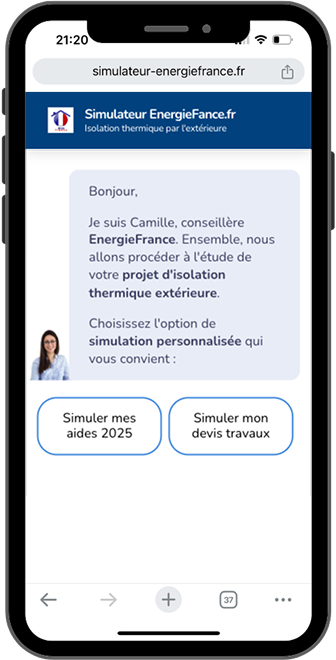 21:20
simulateur-energiefrance.fr
Simulateur EnergieFance.fr
Isolation thermique par l'extérieure
Bonjour,
Je suis Camille, conseillère
EnergieFrance. Ensemble, nous
allons procéder à l'étude de
votre projet d'isolation
thermique extérieure.
Choisissez l'option de
simulation personnalisée qui
vous convient :
Simuler mes
aides 2025
Simuler mon
devis travaux
37